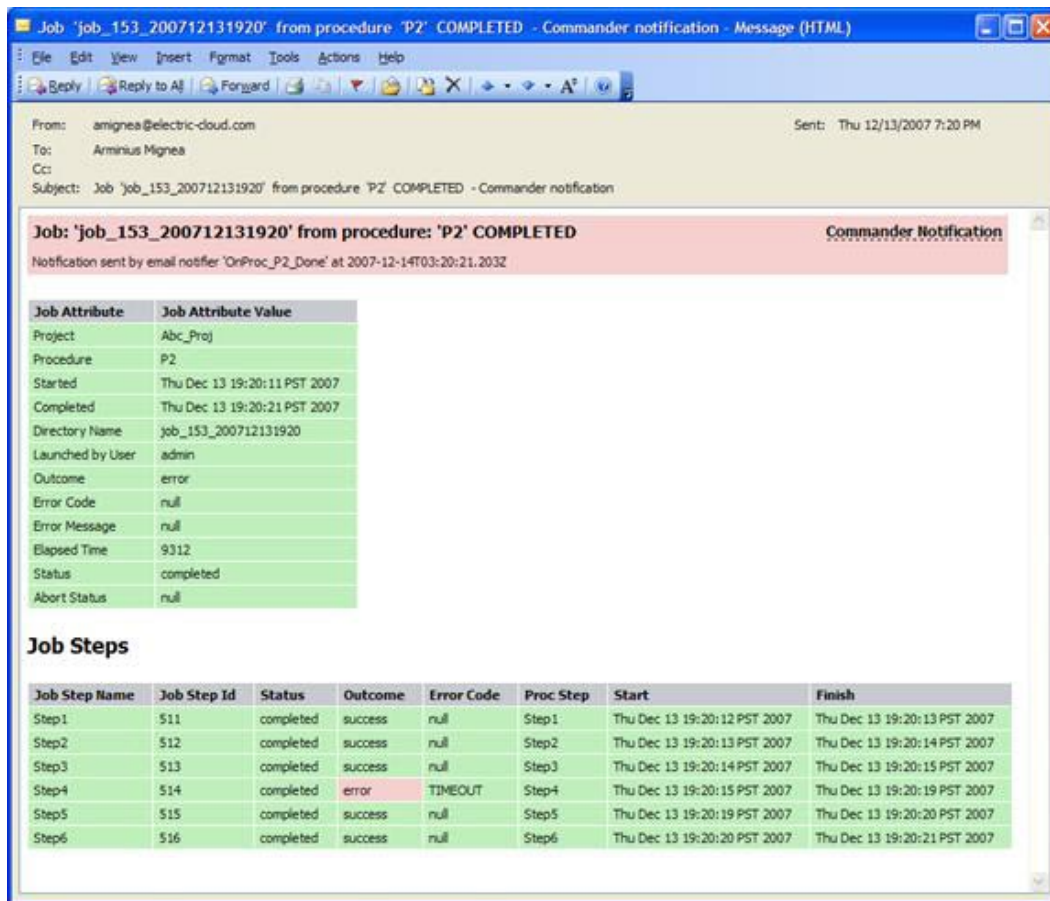 Job 'job_153_200712131920' from procedure 'P2' COMPLETED - Commander notification - Message (HTML)
File Edit View Insert Format Tools Actions Help
Reply Reply to All Forward
From: amignea@electric-cloud.com Sent: Thu 12/13/2007 7:20 PM
To: Arminius Mignea
Cc:
Subject: Job 'job_153_200712131920' from procedure 'P2' COMPLETED - Commander notification
Job: 'job_153_200712131920' from procedure: 'P2' COMPLETED Commander Notification
Notification sent by email notifier 'OnProc_P2_Done' at 2007-12-14T03:20:21.203Z
Job Attribute Job Attribute Value
Project Abc_Proj
Procedure P2
Started Thu Dec 13 19:20:11 PST 2007
Completed Thu Dec 13 19:20:21 PST 2007
Directory Name job_153_200712131920
Launched by User admin
Outcome error
Error Code null
Error Message null
Elapsed Time 9312
Status completed
Abort Status null
Job Steps
Job Step Name Job Step Id Status Outcome Error Code Proc Step Start Finish
Step1 511 completed success null Step1 Thu Dec 13 19:20:12 PST 2007 Thu Dec 13 19:20:13 PST 2007
Step2 512 completed success null Step2 Thu Dec 13 19:20:13 PST 2007 Thu Dec 13 19:20:14 PST 2007
Step3 513 completed success null Step3 Thu Dec 13 19:20:14 PST 2007 Thu Dec 13 19:20:15 PST 2007
Step4 514 completed error TIMEOUT Step4 Thu Dec 13 19:20:15 PST 2007 Thu Dec 13 19:20:19 PST 2007
Step5 515 completed success null Step5 Thu Dec 13 19:20:19 PST 2007 Thu Dec 13 19:20:20 PST 2007
Step6 516 completed success null Step6 Thu Dec 13 19:20:20 PST 2007 Thu Dec 13 19:20:21 PST 2007